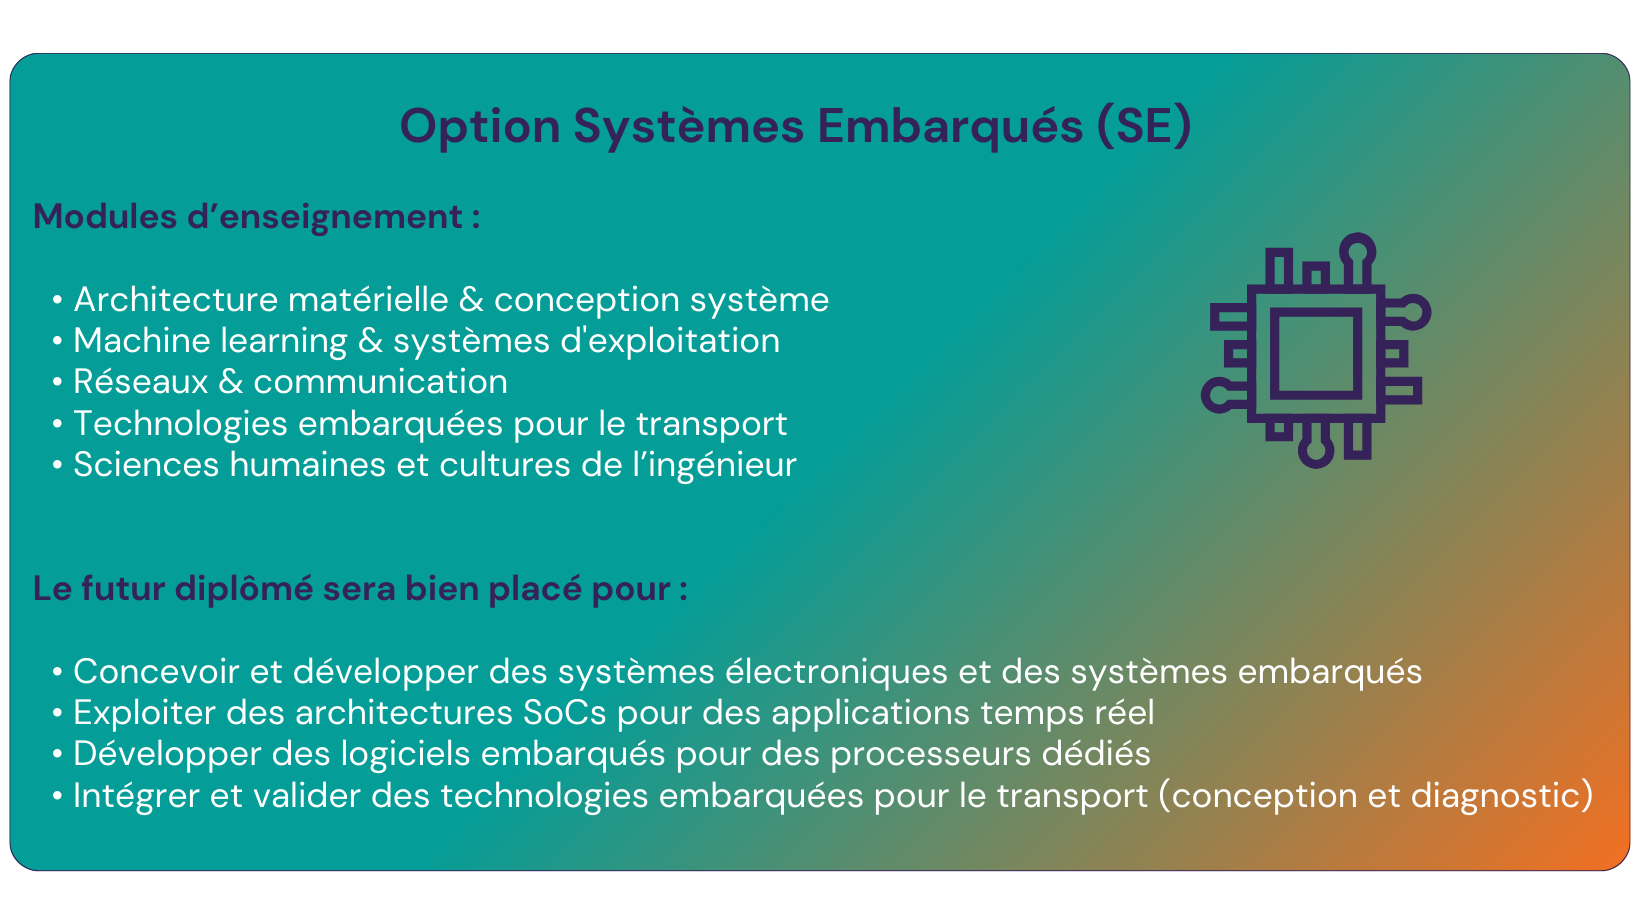 Option Systèmes Embarqués (SE)
Modules d’enseignement :
• Architecture matérielle & conception système
• Machine learning & systèmes d'exploitation
• Réseaux & communication
• Technologies embarquées pour le transport
• Sciences humaines et cultures de l’ingénieur
Le futur diplômé sera bien placé pour :
• Concevoir et développer des systèmes électroniques et des systèmes embarqués
• Exploiter des architectures SoCs pour des applications temps réel
• Développer des logiciels embarqués pour des processeurs dédiés
• Intégrer et valider des technologies embarquées pour le transport (conception et diagnostic)